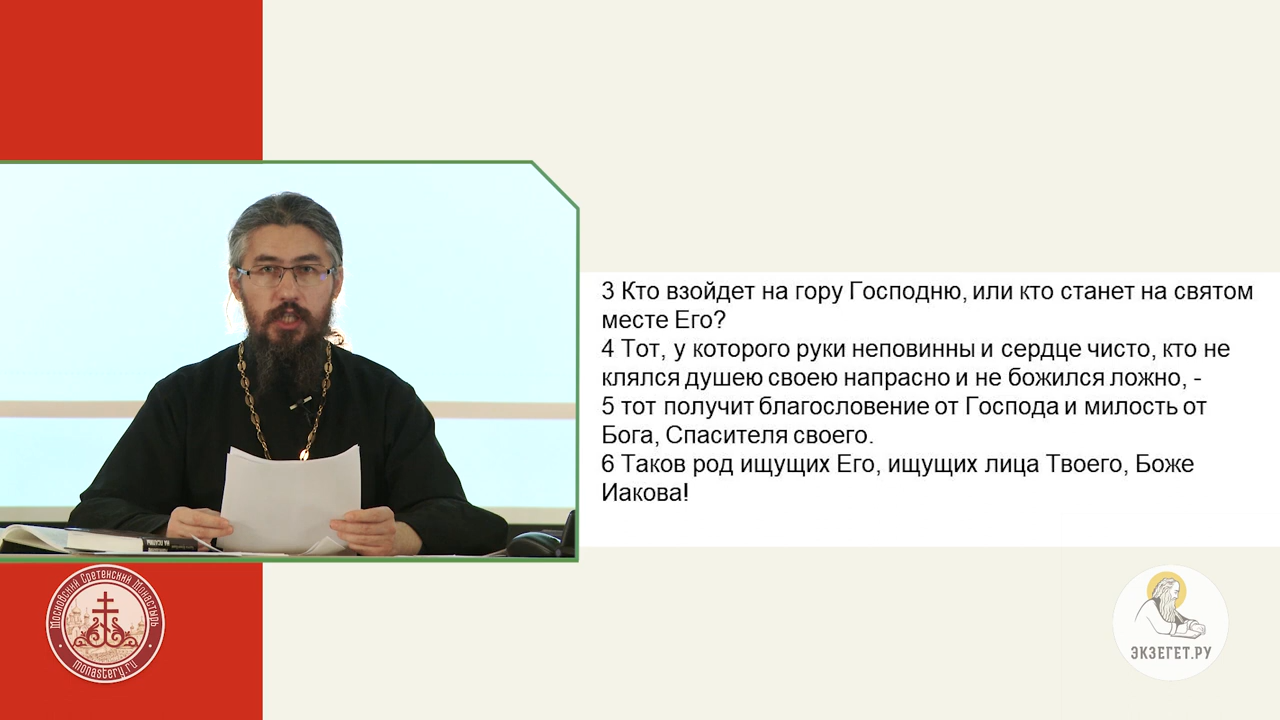 3 Кто взойдет на гору Господню, или кто станет на святом
месте Его?
4 Тот, у которого руки неповинны и сердце чисто, кто не
клялся душею своею напрасно и не божился ложно, -
5 тот получит благословение от Господа и милость от
Бога, Спасителя своего.
6 Таков род ищущих Его, ищущих лица Твоего, Боже
Иакова!
НА ПСАЛМЫ
Московский Сретенский Монастырь
monastery.ru
ЭКЗЕГЕТ.РУ